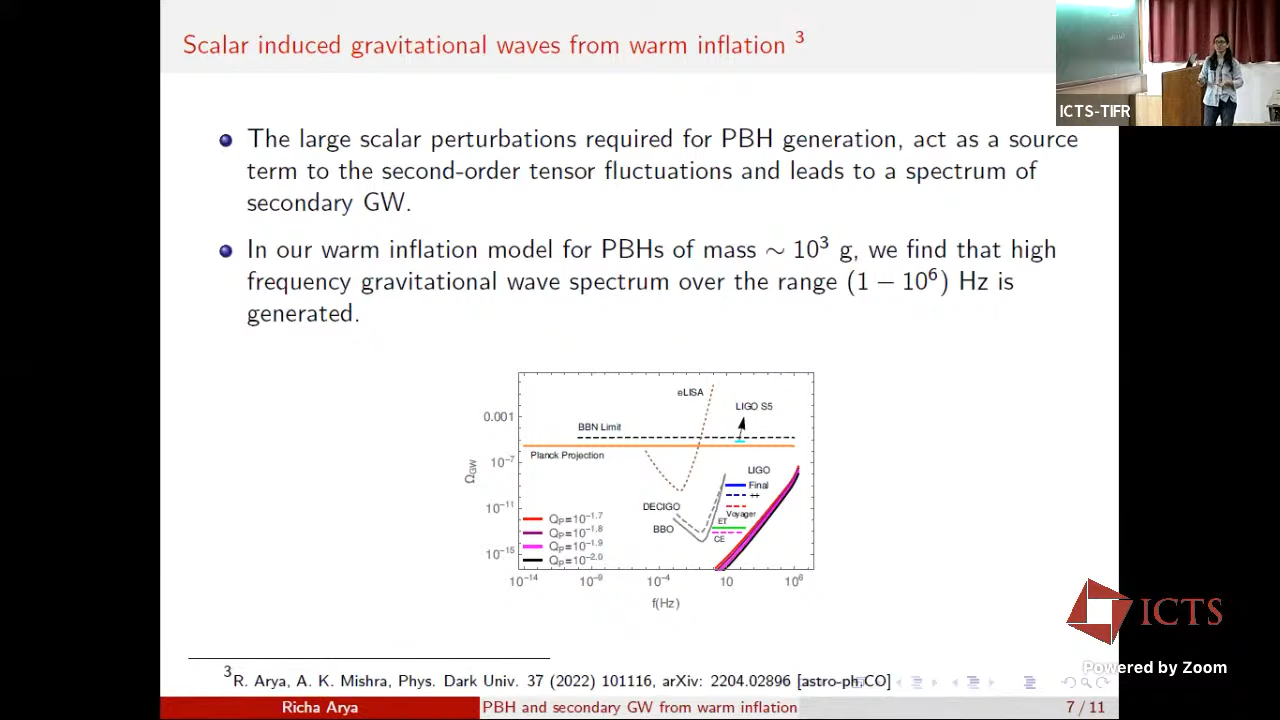 Scalar induced gravitational waves from warm inflation 3
ICTS-TIFR
The large scalar perturbations required for PBH generation, act as a source
term to the second-order tensor fluctuations and leads to a spectrum of
secondary GW.
In our warm inflation model for PBHs of mass ∼ 10³ g, we find that high
frequency gravitational wave spectrum over the range (1 − 10⁶) Hz is
generated.
eLISA
LIGO S5
0.001
BBN Limit
Planck Projection
10⁻⁷
Ω_GW
LIGO
Final
++
Voyager
DECIGO
BBO
ET
CE
10⁻¹¹
10⁻¹⁵
Q_P=10^-1.7
Q_P=10^-1.8
Q_P=10^-1.9
Q_P=10^-2.0
10⁻¹⁴ 10⁻⁹ 10⁻⁴ 10 10⁶
f(Hz)
ICTS
Powered by Zoom
3 R. Arya, A. K. Mishra, Phys. Dark Univ. 37 (2022) 101116, arXiv: 2204.02896 [astro-ph.CO]
Richa Arya PBH and secondary GW from warm inflation 7 / 11